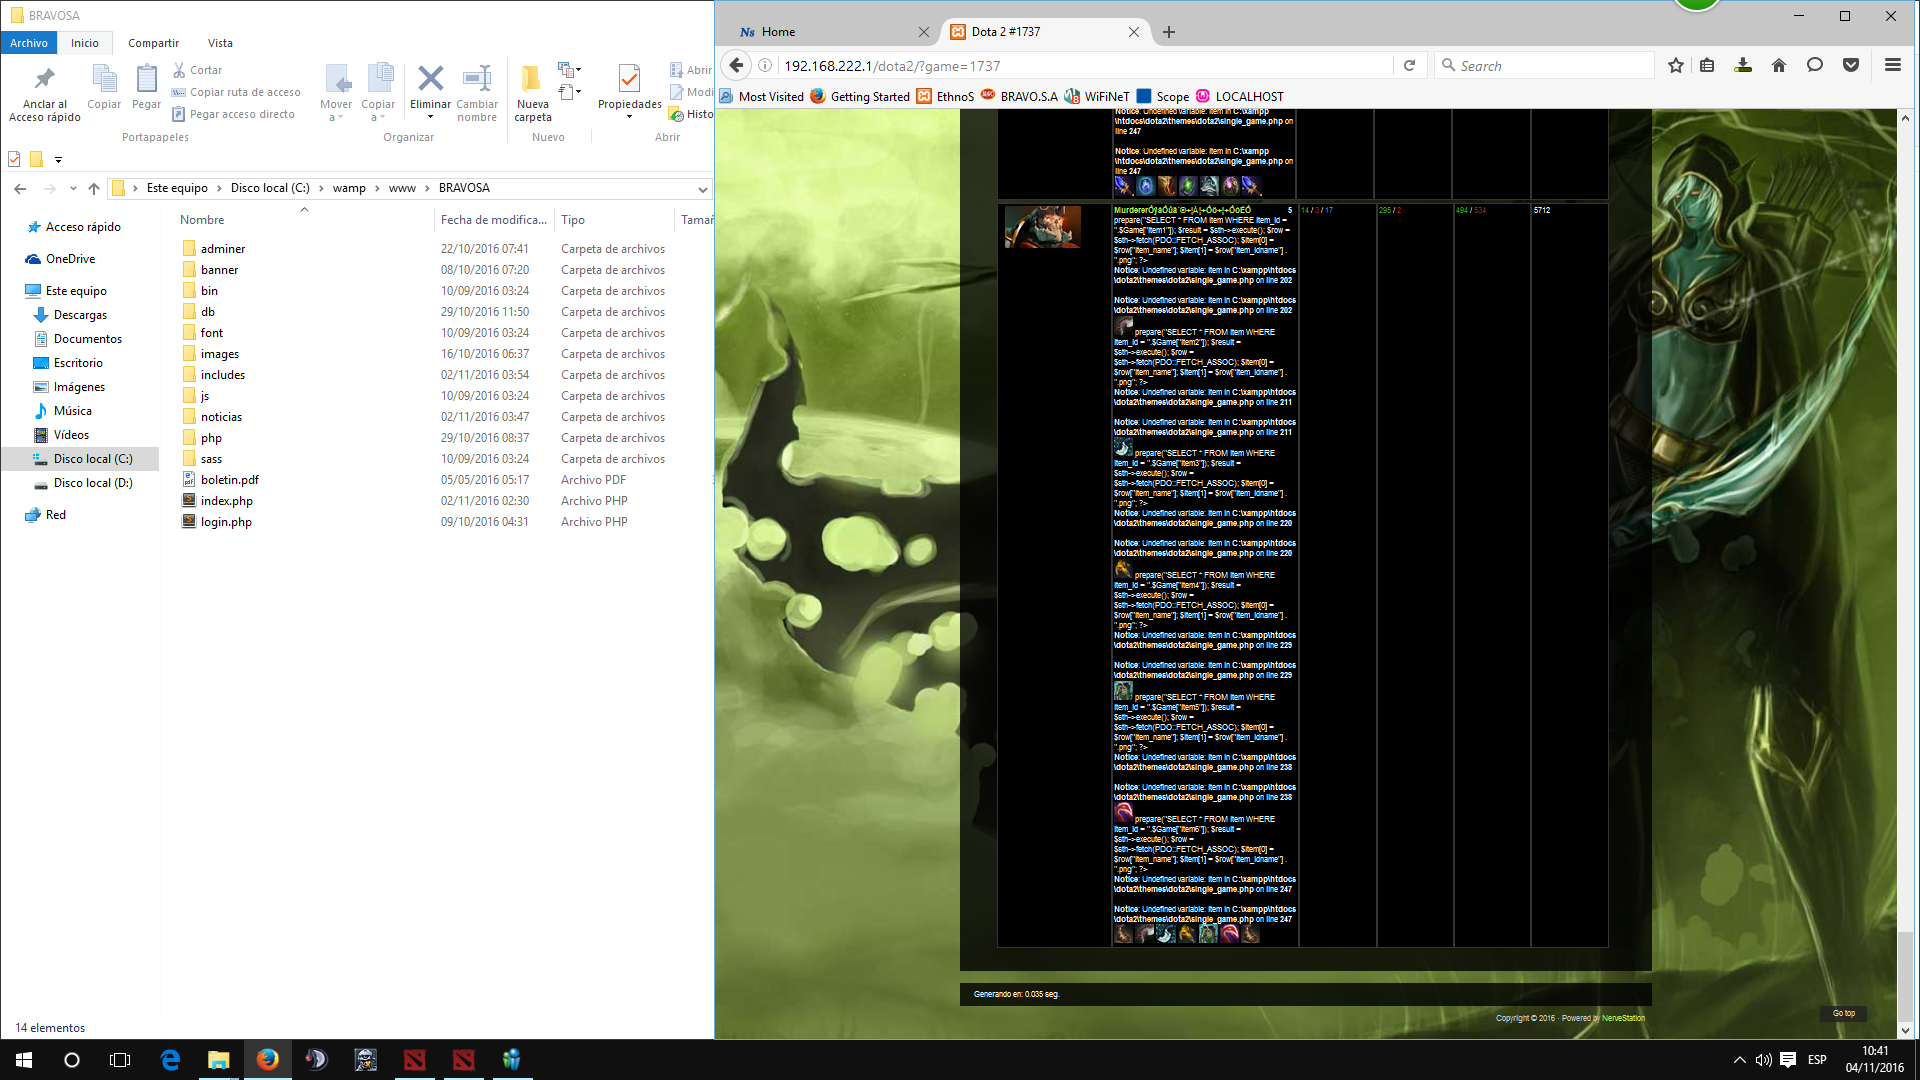 BRAVOSA
Archivo Inicio Compartir Vista
Anclar al Acceso rápido
Copiar
Pegar
Cortar
Copiar ruta de acceso
Pegar acceso directo
Portapapeles
Mover a
Copiar a
Eliminar
Cambiar nombre
Organizar
Nueva carpeta
Nuevo
Propiedades
Abrir
Modi
Histo
Abrir
Este equipo Disco local (C:) wamp www BRAVOSA
Acceso rápido
OneDrive
Este equipo
Descargas
Documentos
Escritorio
Imágenes
Música
Vídeos
Disco local (C:)
Disco local (D:)
Red
Nombre Fecha de modifica... Tipo Tamañ
adminer 22/10/2016 07:41 Carpeta de archivos
banner 08/10/2016 07:20 Carpeta de archivos
bin 10/09/2016 03:24 Carpeta de archivos
db 29/10/2016 11:50 Carpeta de archivos
font 10/09/2016 03:24 Carpeta de archivos
images 16/10/2016 06:37 Carpeta de archivos
includes 02/11/2016 03:54 Carpeta de archivos
js 10/09/2016 03:24 Carpeta de archivos
noticias 02/11/2016 03:47 Carpeta de archivos
php 29/10/2016 08:37 Carpeta de archivos
sass 10/09/2016 03:24 Carpeta de archivos
boletin.pdf 05/05/2016 05:17 Archivo PDF
index.php 02/11/2016 02:30 Archivo PHP
login.php 09/10/2016 04:31 Archivo PHP
14 elementos
Ns Home
Dota 2 #1737
192.168.222.1/dota2/?game=1737
Search
Most Visited Getting Started EthnoS BRAVO.S.A WiFiNeT Scope LOCALHOST
Notice: Undefined variable: item in C:\xampp
\htdocs\dota2\themes\dota2\single_game.php on
line 247
Notice: Undefined variable: item in C:\xampp
\htdocs\dota2\themes\dota2\single_game.php on
line 247
5 14 / 3 / 17 295 / 2 494 / 534 5712
prepare("SELECT * FROM item WHERE item_id =
".$Game["item1"]); $result = $sth->execute(); $row =
$sth->fetch(PDO::FETCH_ASSOC); $item[0] =
$row["item_name"]; $item[1] = $row["item_idname"] .
".png"; ?>
Notice: Undefined variable: item in C:\xampp\htdocs
\dota2\themes\dota2\single_game.php on line 202
Notice: Undefined variable: item in C:\xampp\htdocs
\dota2\themes\dota2\single_game.php on line 202
prepare("SELECT * FROM item WHERE
item_id = ".$Game["item2"]); $result =
$sth->execute(); $row =
$sth->fetch(PDO::FETCH_ASSOC); $item[0] =
$row["item_name"]; $item[1] = $row["item_idname"] .
".png"; ?>
Notice: Undefined variable: item in C:\xampp\htdocs
\dota2\themes\dota2\single_game.php on line 211
Notice: Undefined variable: item in C:\xampp\htdocs
\dota2\themes\dota2\single_game.php on line 211
prepare("SELECT * FROM item WHERE
item_id = ".$Game["item3"]); $result =
$sth->execute(); $row =
$sth->fetch(PDO::FETCH_ASSOC); $item[0] =
$row["item_name"]; $item[1] = $row["item_idname"] .
".png"; ?>
Notice: Undefined variable: item in C:\xampp\htdocs
\dota2\themes\dota2\single_game.php on line 220
Notice: Undefined variable: item in C:\xampp\htdocs
\dota2\themes\dota2\single_game.php on line 220
prepare("SELECT * FROM item WHERE
item_id = ".$Game["item4"]); $result =
$sth->execute(); $row =
$sth->fetch(PDO::FETCH_ASSOC); $item[0] =
$row["item_name"]; $item[1] = $row["item_idname"] .
".png"; ?>
Notice: Undefined variable: item in C:\xampp\htdocs
\dota2\themes\dota2\single_game.php on line 229
Notice: Undefined variable: item in C:\xampp\htdocs
\dota2\themes\dota2\single_game.php on line 229
prepare("SELECT * FROM item WHERE
item_id = ".$Game["item5"]); $result =
$sth->execute(); $row =
$sth->fetch(PDO::FETCH_ASSOC); $item[0] =
$row["item_name"]; $item[1] = $row["item_idname"] .
".png"; ?>
Notice: Undefined variable: item in C:\xampp\htdocs
\dota2\themes\dota2\single_game.php on line 238
Notice: Undefined variable: item in C:\xampp\htdocs
\dota2\themes\dota2\single_game.php on line 238
prepare("SELECT * FROM item WHERE
item_id = ".$Game["item6"]); $result =
$sth->execute(); $row =
$sth->fetch(PDO::FETCH_ASSOC); $item[0] =
$row["item_name"]; $item[1] = $row["item_idname"] .
".png"; ?>
Notice: Undefined variable: item in C:\xampp\htdocs
\dota2\themes\dota2\single_game.php on line 247
Notice: Undefined variable: item in C:\xampp\htdocs
\dota2\themes\dota2\single_game.php on line 247
Generando en: 0.035 seg.
Copyright © 2016 · Powered by NerveStation
Go top
ESP
10:41
04/11/2016